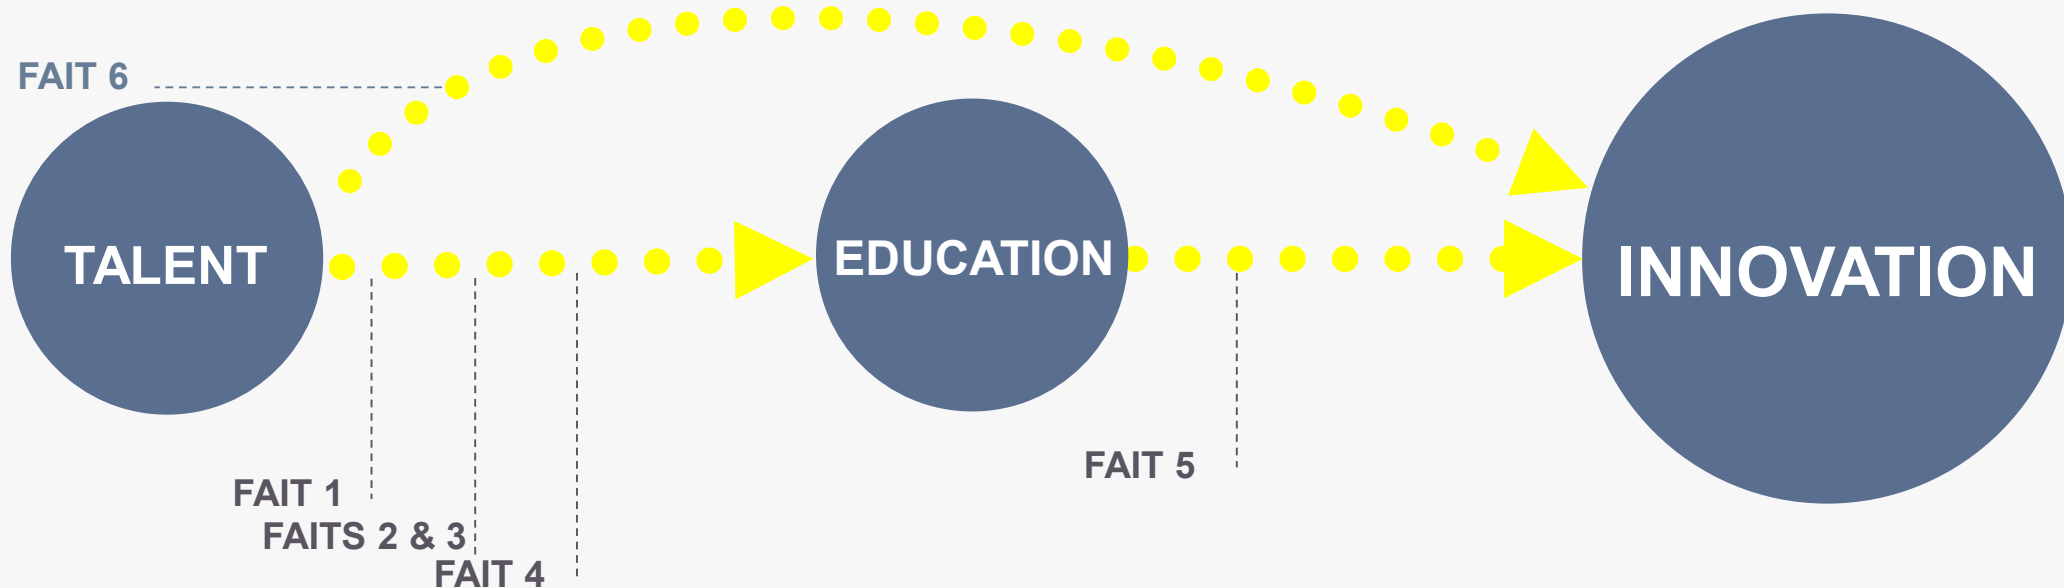 FAIT 6
TALENT
EDUCATION
INNOVATION
FAIT 5
FAIT 1
FAITS 2 & 3
FAIT 4